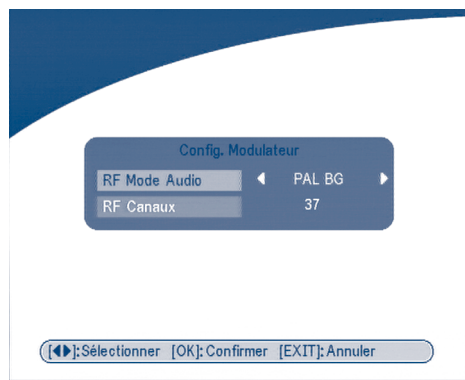 Config. Modulateur
RF Mode Audio PAL BG
RF Canaux 37
[◀▶]:Sélectionner [OK]:Confirmer [EXIT]:Annuler